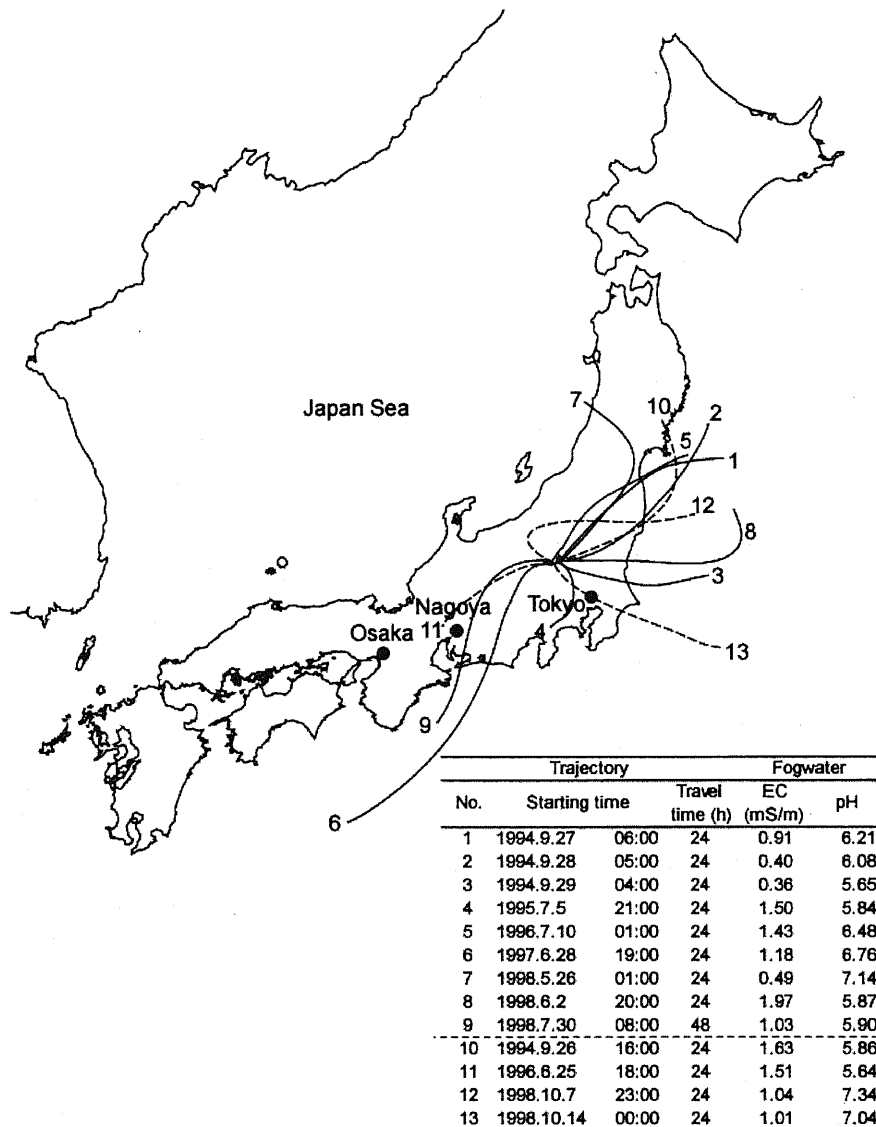 Japan Sea
7
10
2
5
1
12
8
3
Nagoya
Tokyo
11
4
Osaka
13
9
6
Trajectory Fogwater
No. Starting time Travel time (h) EC (mS/m) pH
1 1994.9.27 06:00 24 0.91 6.21
2 1994.9.28 05:00 24 0.40 6.08
3 1994.9.29 04:00 24 0.36 5.65
4 1995.7.5 21:00 24 1.50 5.84
5 1996.7.10 01:00 24 1.43 6.48
6 1997.6.28 19:00 24 1.18 6.76
7 1998.5.26 01:00 24 0.49 7.14
8 1998.6.2 20:00 24 1.97 5.87
9 1998.7.30 08:00 48 1.03 5.90
10 1994.9.26 16:00 24 1.63 5.86
11 1996.6.25 18:00 24 1.51 5.64
12 1998.10.7 23:00 24 1.04 7.34
13 1998.10.14 00:00 24 1.01 7.04